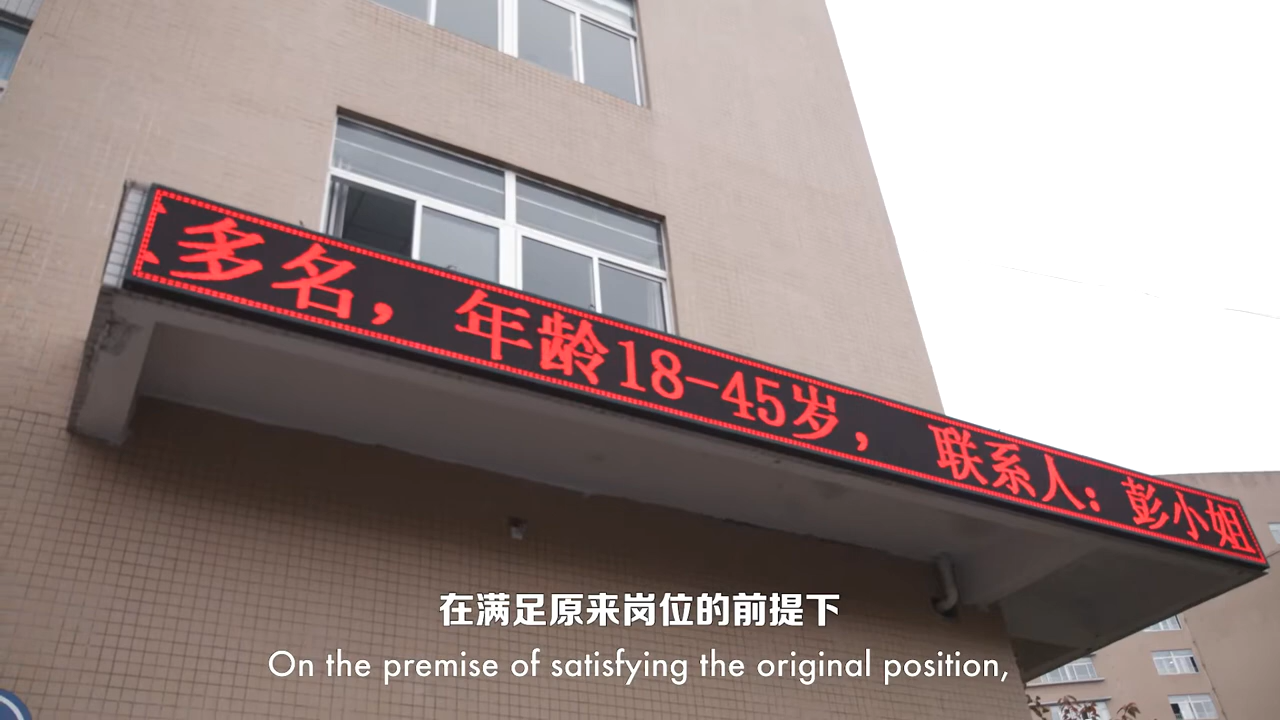 多名，年龄18-45岁，联系人：彭小姐
在满足原来岗位的前提下
On the premise of satisfying the original position,